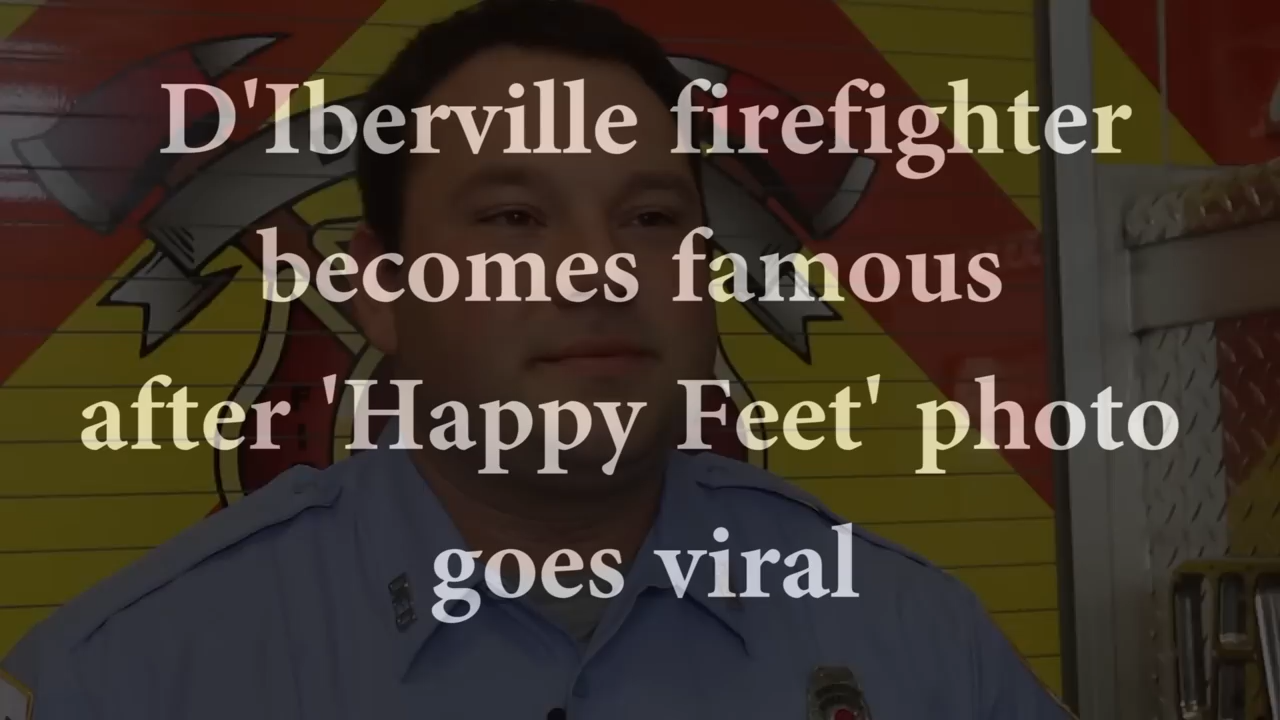 D'Iberville firefighter
becomes famous
after 'Happy Feet' photo
goes viral